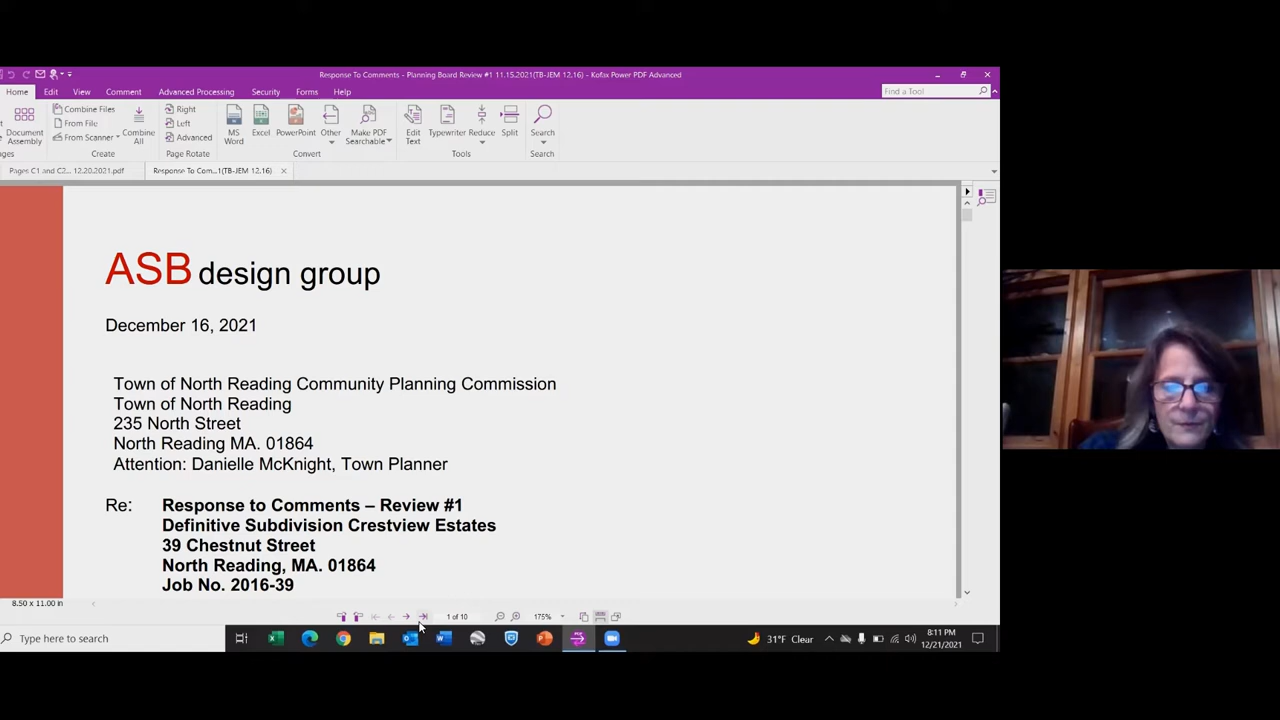 Response To Comments - Planning Board Review #1 11.15.2021(TB-JEM 12.16) - Kofax Power PDF Advanced
Home Edit View Comment Advanced Processing Security Forms Help Find a Tool
Document Assembly
Combine Files
From File
From Scanner
Combine All
Create
Right
Left
Advanced
Page Rotate
MS Word
Excel
PowerPoint
Other
Make PDF Searchable
Convert
Edit Text
Typewriter
Reduce
Split
Tools
Search
Search
Pages C1 and C2... 12.20.2021.pdf Response To Com...1(TB-JEM 12.16)
ASB design group
December 16, 2021
Town of North Reading Community Planning Commission
Town of North Reading
235 North Street
North Reading MA. 01864
Attention: Danielle McKnight, Town Planner
Re: Response to Comments – Review #1
Definitive Subdivision Crestview Estates
39 Chestnut Street
North Reading, MA. 01864
Job No. 2016-39
8.50 x 11.00 in
1 of 10 175%
Type here to search
31°F Clear
8:11 PM
12/21/2021